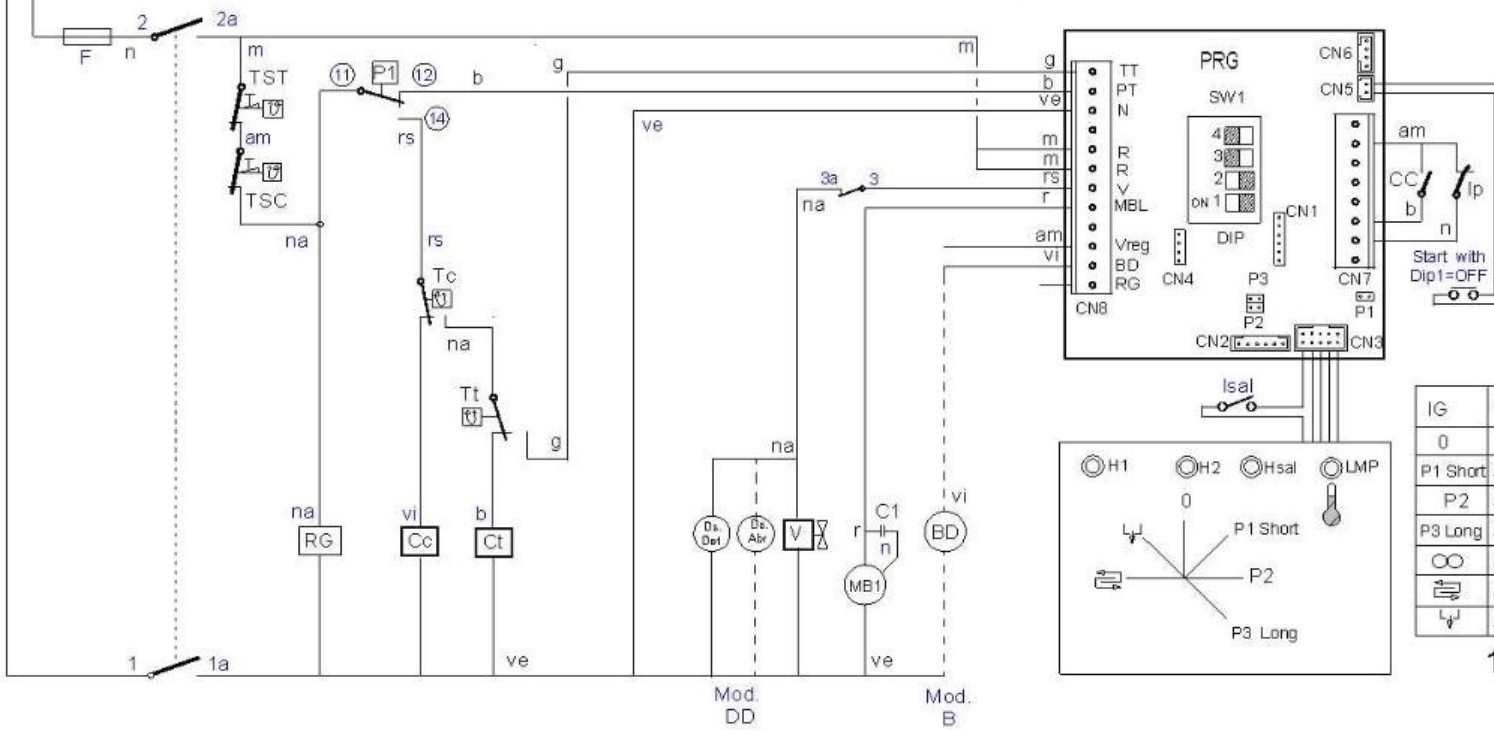 2 2a
F n
m
m
TST
11 P1 12
b
g
14
am
rs
TSC
na
rs
Tc
na
Tt
g
ve
na
vi
b
RG
Cc
Ct
1 1a
ve
3a 3
na
na
Ds. Dat
Ds. Abr
V
C1
r
n
MB1
ve
vi
BD
Mod.
DD
Mod.
B
PRG
CN6
CN5
SW1
g TT
b PT
ve N
m R
m R
rs V
r MBL
am Vreg
vi BD
RG
CN8
4
3
2
ON 1
DIP
CN1
CN4
P3
P2
CN7
P1
CN2
CN3
am
CC
Ip
b
n
Start with
Dip1=OFF
Isal
H1 H2 Hsal LMP
0
P1 Short
P2
P3 Long
IG
0
P1 Short
P2
P3 Long